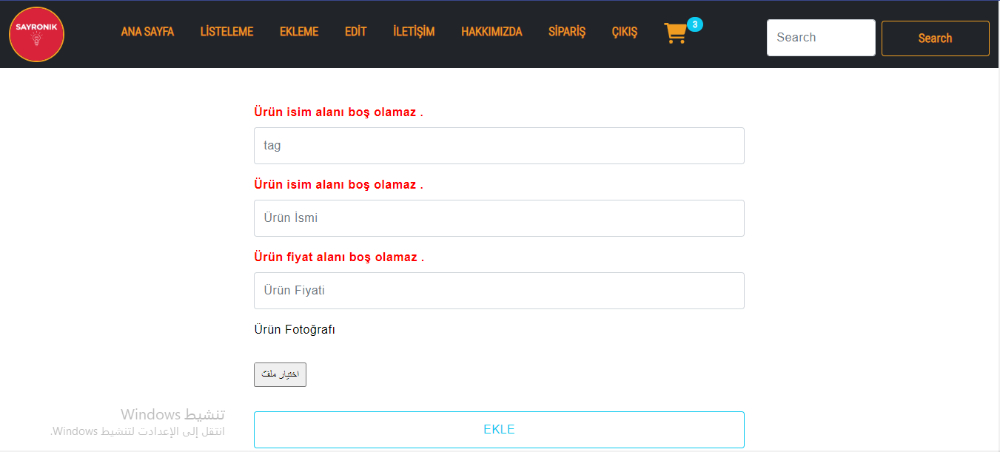 SAYRONIK
ANA SAYFA LİSTELEME EKLEME EDİT İLETİŞİM HAKKIMIZDA SİPARİŞ ÇIKIŞ 3 Search Search
Ürün isim alanı boş olamaz .
tag
Ürün isim alanı boş olamaz .
Ürün İsmi
Ürün fiyat alanı boş olamaz .
Ürün Fiyati
Ürün Fotoğrafı
اختيار ملفت
تنشيط Windows
انتقل إلى الإعدادت لتنشيط Windows.
EKLE